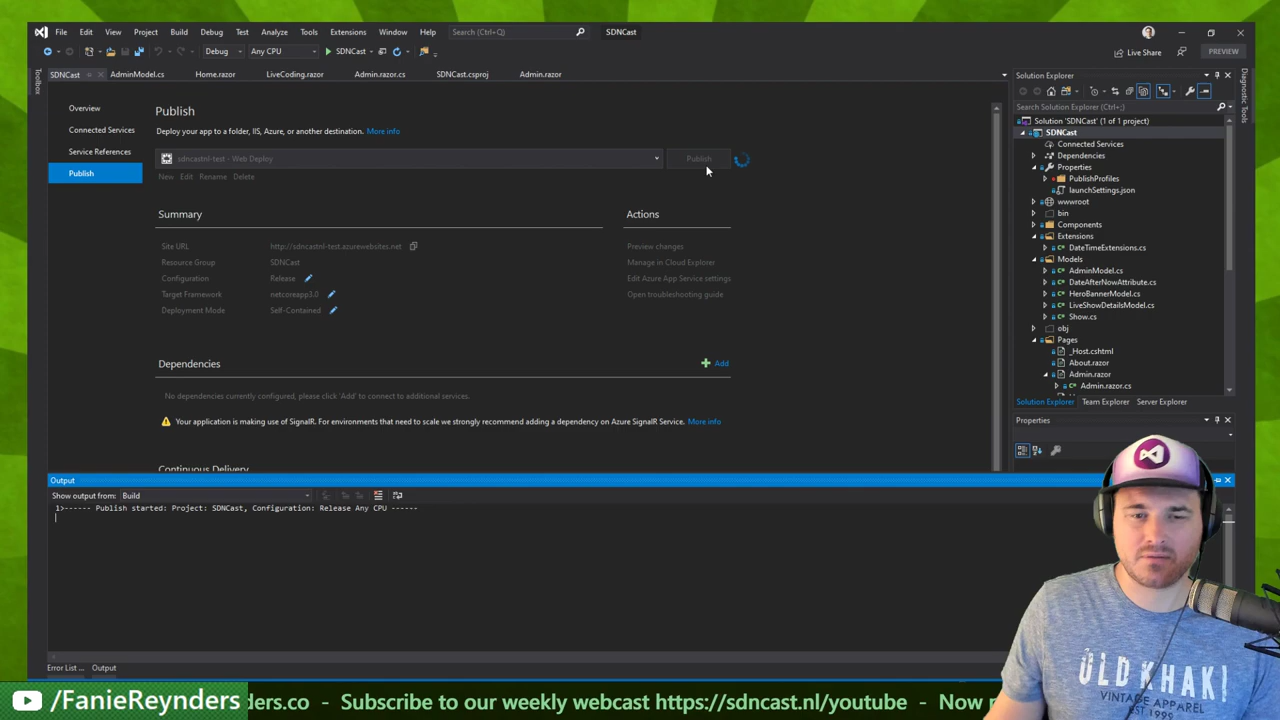 File Edit View Project Build Debug Test Analyze Tools Extensions Window Help Search (Ctrl+Q) SDNCast
Debug Any CPU SDNCast Live Share PREVIEW
SDNCast AdminModel.cs Home.razor LiveCoding.razor Admin.razor.cs SDNCast.csproj Admin.razor
Toolbox
Overview
Connected Services
Service References
Publish
Publish
Deploy your app to a folder, IIS, Azure, or another destination. More info
sdncastnl-test - Web Deploy Publish
New Edit Rename Delete
Summary Actions
Site URL http://sdncastnl-test.azurewebsites.net Preview changes
Resource Group SDNCast Manage in Cloud Explorer
Configuration Release Edit Azure App Service settings
Target Framework netcoreapp3.0 Open troubleshooting guide
Deployment Mode Self-Contained
Dependencies Add
No dependencies currently configured, please click 'Add' to connect to additional services.
Your application is making use of SignalR. For environments that need to scale we strongly recommend adding a dependency on Azure SignalR Service. More info
Continuous Delivery
Solution Explorer
Search Solution Explorer (Ctrl+;)
Solution 'SDNCast' (1 of 1 project)
SDNCast
Connected Services
Dependencies
Properties
PublishProfiles
launchSettings.json
wwwroot
bin
Components
Extensions
DateTimeExtensions.cs
Models
AdminModel.cs
DateAfterNowAttribute.cs
HeroBannerModel.cs
LiveShowDetailsModel.cs
Show.cs
obj
Pages
_Host.cshtml
About.razor
Admin.razor
Admin.razor.cs
Solution Explorer Team Explorer Server Explorer
Properties
Diagnostic Tools
Output
Show output from: Build
1>------ Publish started: Project: SDNCast, Configuration: Release Any CPU ------
Error List ... Output
OLD KHAKI
VINTAGE APPAREL
EST 1999
/FanieReynders
ders.co - Subscribe to our weekly webcast https://sdncast.nl/youtube - Now